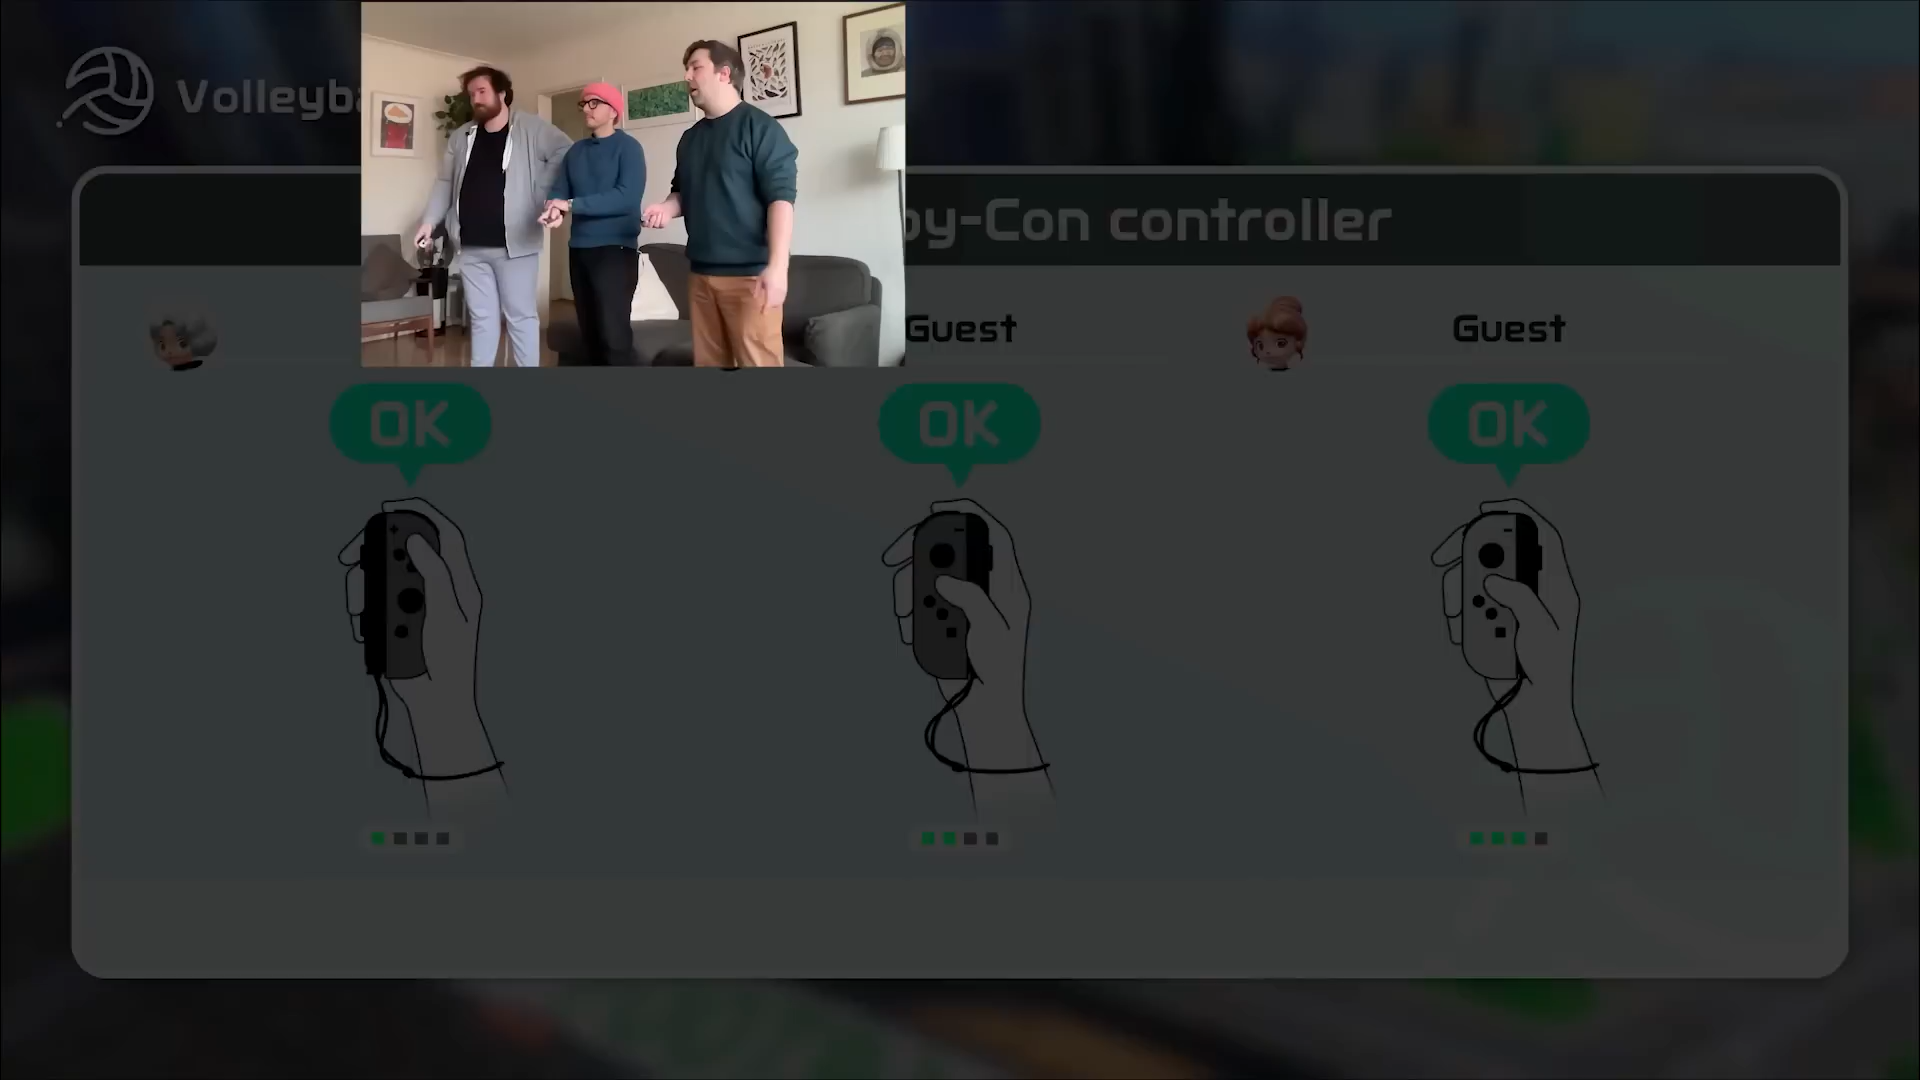 Volleyba
oy-Con controller
Guest
Guest
OK
OK
OK